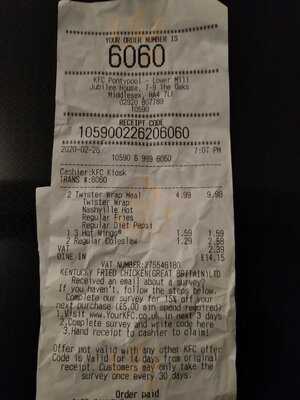 YOUR ORDER NUMBER IS
6060
KFC Pontypool - Lower Mill
Jubilee House, 7-9 The Oaks
Middlesex, HA4 7LF
02920 867780
10590
RECEIPT CODE
105900226206060
2020-02-26 7:07 PM
10590 6 999 6060
Cashier:KFC Kiosk
TRANS #:6060
2 Twister Wrap Meal 4.99 9.98
Twister Wrap
Nashville Hot
Regular Fries
Regular Diet Pepsi
1 3 Hot Wings® 1.59 1.59
2 Regular Coleslaw 1.29 2.58
VAT 2.39
DINE IN £14.15
VAT NUMBER:775546180
KENTUCKY FRIED CHICKEN(GREAT BRITAIN)LTD
Received an email about a survey?
If you haven't, follow the steps below.
Complete our survey for 15% off your
next purchase (£5.00 min spend required)
1.Visit www.YourKFC.co.uk in next 3 days
2.Complete survey and write code here
3.Hand receipt to cashier to claim!
Offer not valid with any other KFC offer
Code is Valid for 14 days from original
receipt. Customers may only take the
survey once every 30 days.
Order paid